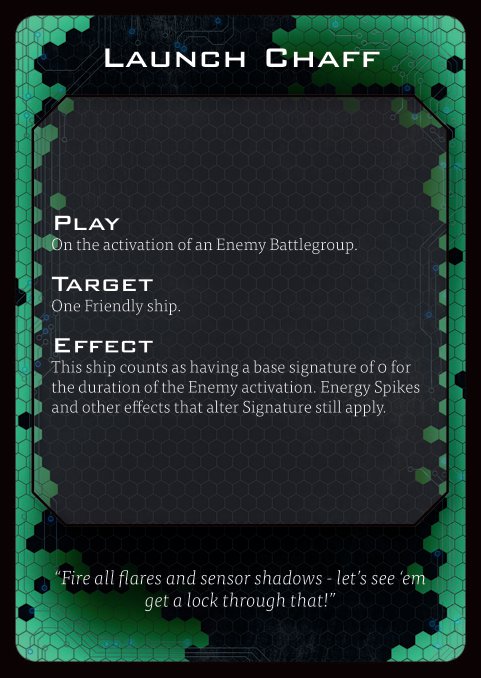 Launch Chaff
Play
On the activation of an Enemy Battlegroup.
Target
One Friendly ship.
Effect
This ship counts as having a base signature of 0 for
the duration of the Enemy activation. Energy Spikes
and other effects that alter Signature still apply.
“Fire all flares and sensor shadows - let’s see ‘em
get a lock through that!”